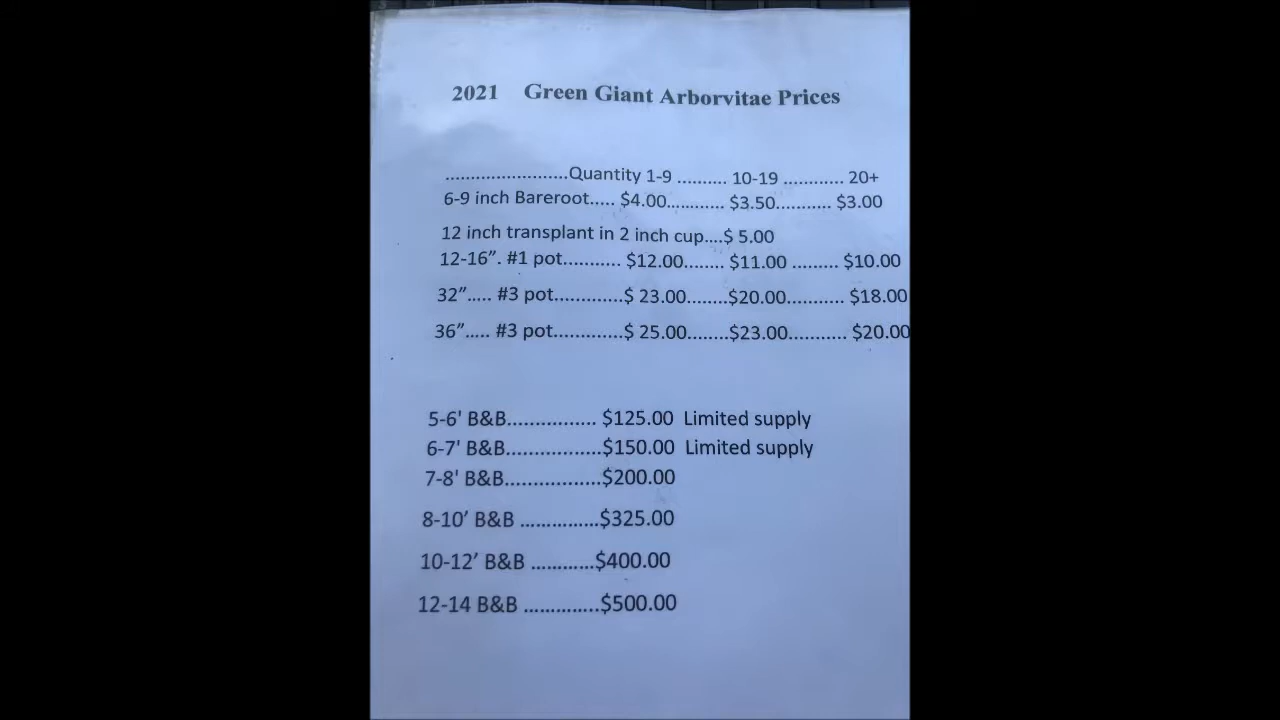 2021 Green Giant Arborvitae Prices
.......................Quantity 1-9 .......... 10-19 ............ 20+
6-9 inch Bareroot..... $4.00............ $3.50........... $3.00
12 inch transplant in 2 inch cup....$ 5.00
12-16”. #1 pot........... $12.00........ $11.00 ......... $10.00
32”..... #3 pot.............$ 23.00........$20.00........... $18.00
36”..... #3 pot.............$ 25.00........$23.00........... $20.00
5-6' B&B................ $125.00 Limited supply
6-7' B&B.................$150.00 Limited supply
7-8' B&B.................$200.00
8-10’ B&B ..............$325.00
10-12’ B&B ............$400.00
12-14 B&B ..............$500.00